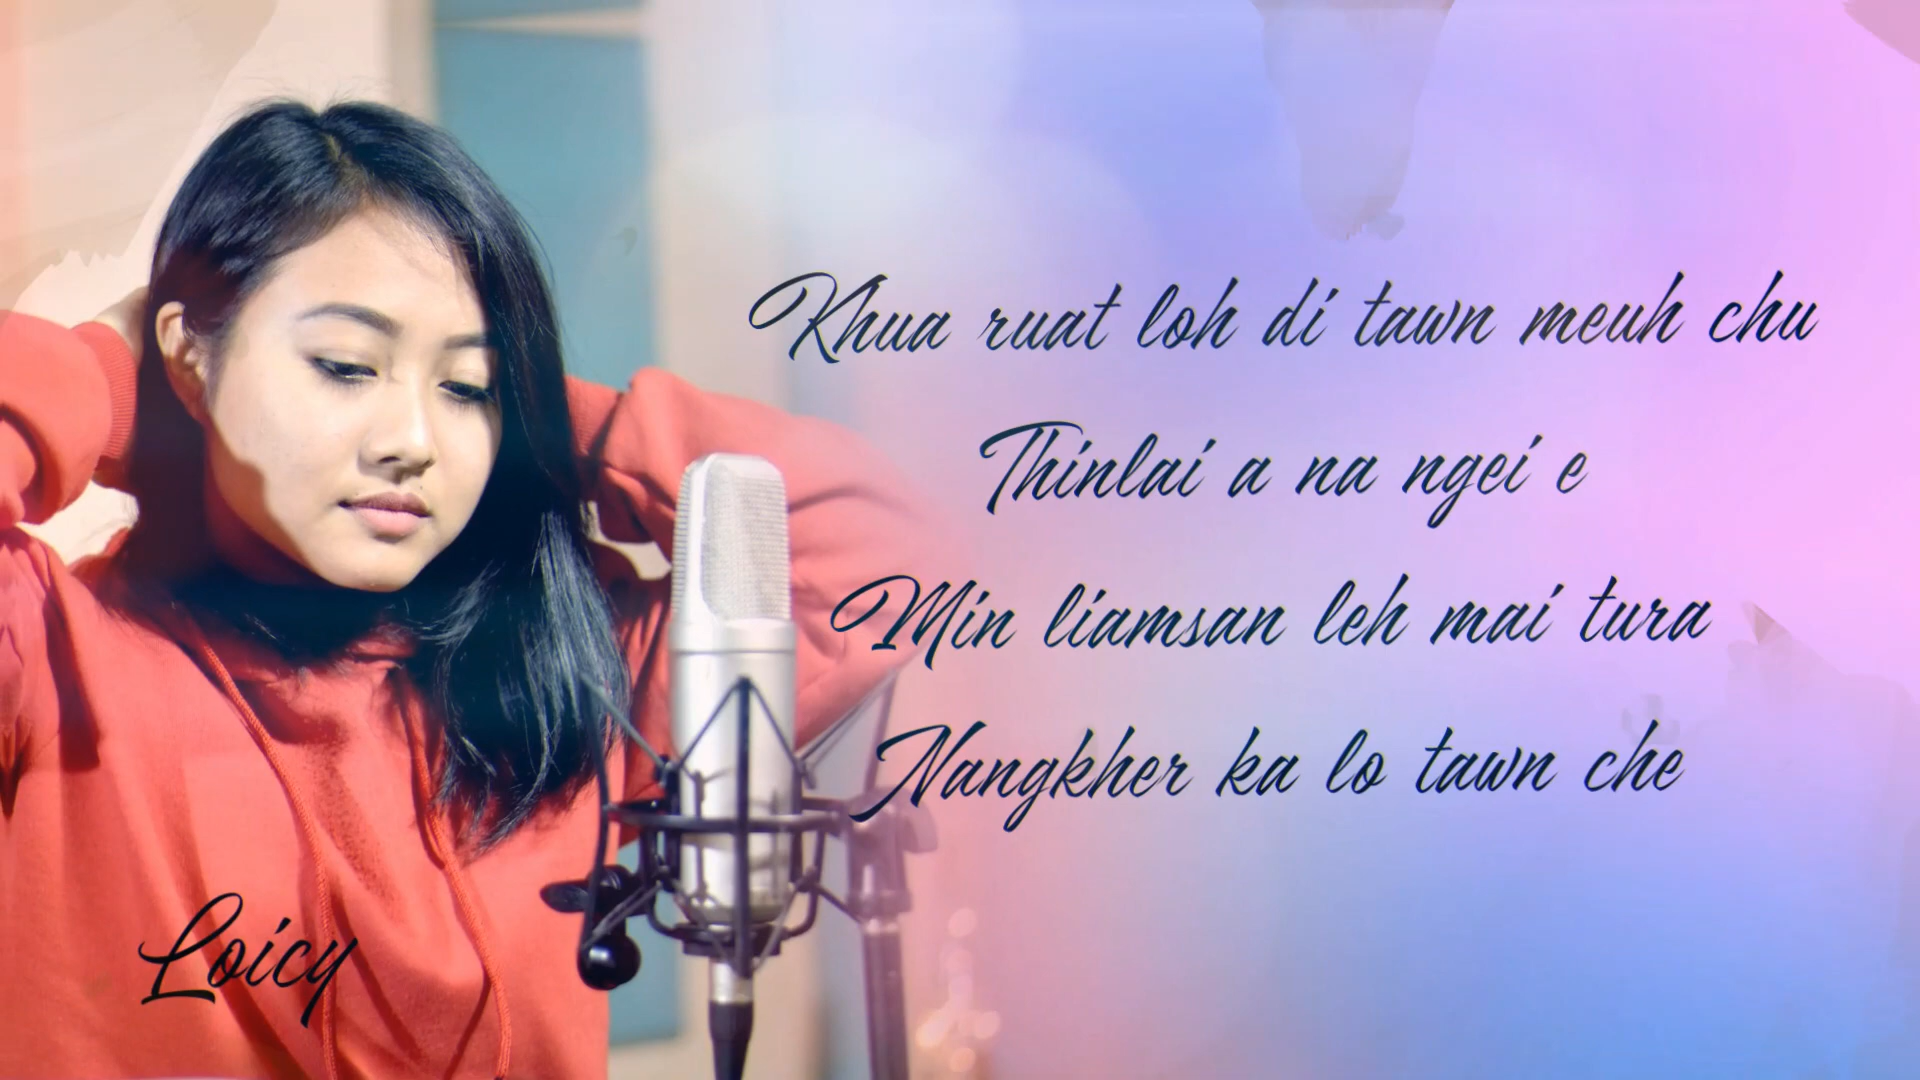 Khua ruat loh di tawn meuh chu
Thinlai a na ngei e
Min liamsan leh mai tura
Nangkher ka lo tawn che
Loicy